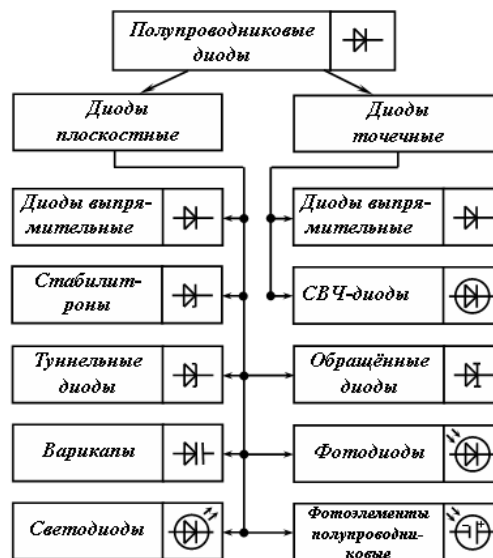 Полупроводниковые
диоды
Диоды
плоскостные
Диоды
точечные
Диоды выпря-
мительные
Диоды выпря-
мительные
Стабилит-
роны
СВЧ-диоды
Туннельные
диоды
Обращённые
диоды
Варикапы
Фотодиоды
Светодиоды
Фотоэлементы
полупроводни-
ковые